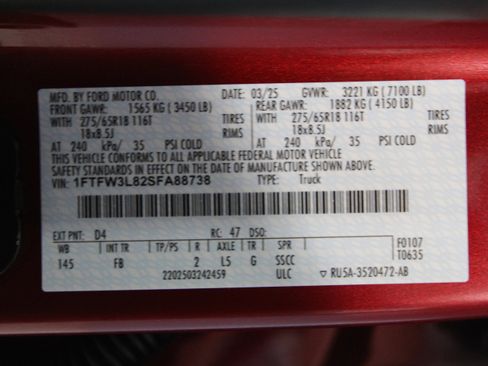 MFD. BY FORD MOTOR CO. DATE: 03/25 GVWR: 3221 KG ( 7100 LB)
FRONT GAWR: 1565 KG ( 3450 LB) REAR GAWR: 1882 KG ( 4150 LB)
WITH WITH
275/65R18 116T TIRES 275/65R18 116T TIRES
18x8.5J RIMS 18x8.5J RIMS
AT 240 kPa/ 35 PSI COLD AT 240 kPa/ 35 PSI COLD
THIS VEHICLE CONFORMS TO ALL APPLICABLE FEDERAL MOTOR VEHICLE
SAFETY STANDARDS IN EFFECT ON THE DATE OF MANUFACTURE SHOWN ABOVE.
VIN: 1FTFW3L82SFA88738 TYPE: Truck
EXT PNT: D4 RC: 47 DSO:
WB INT TR TP/PS R AXLE TR SPR F0107
145 FB 2 L5 G SSCC T0635
2202503242459 ULC ▽ RU5A-3520472-AB